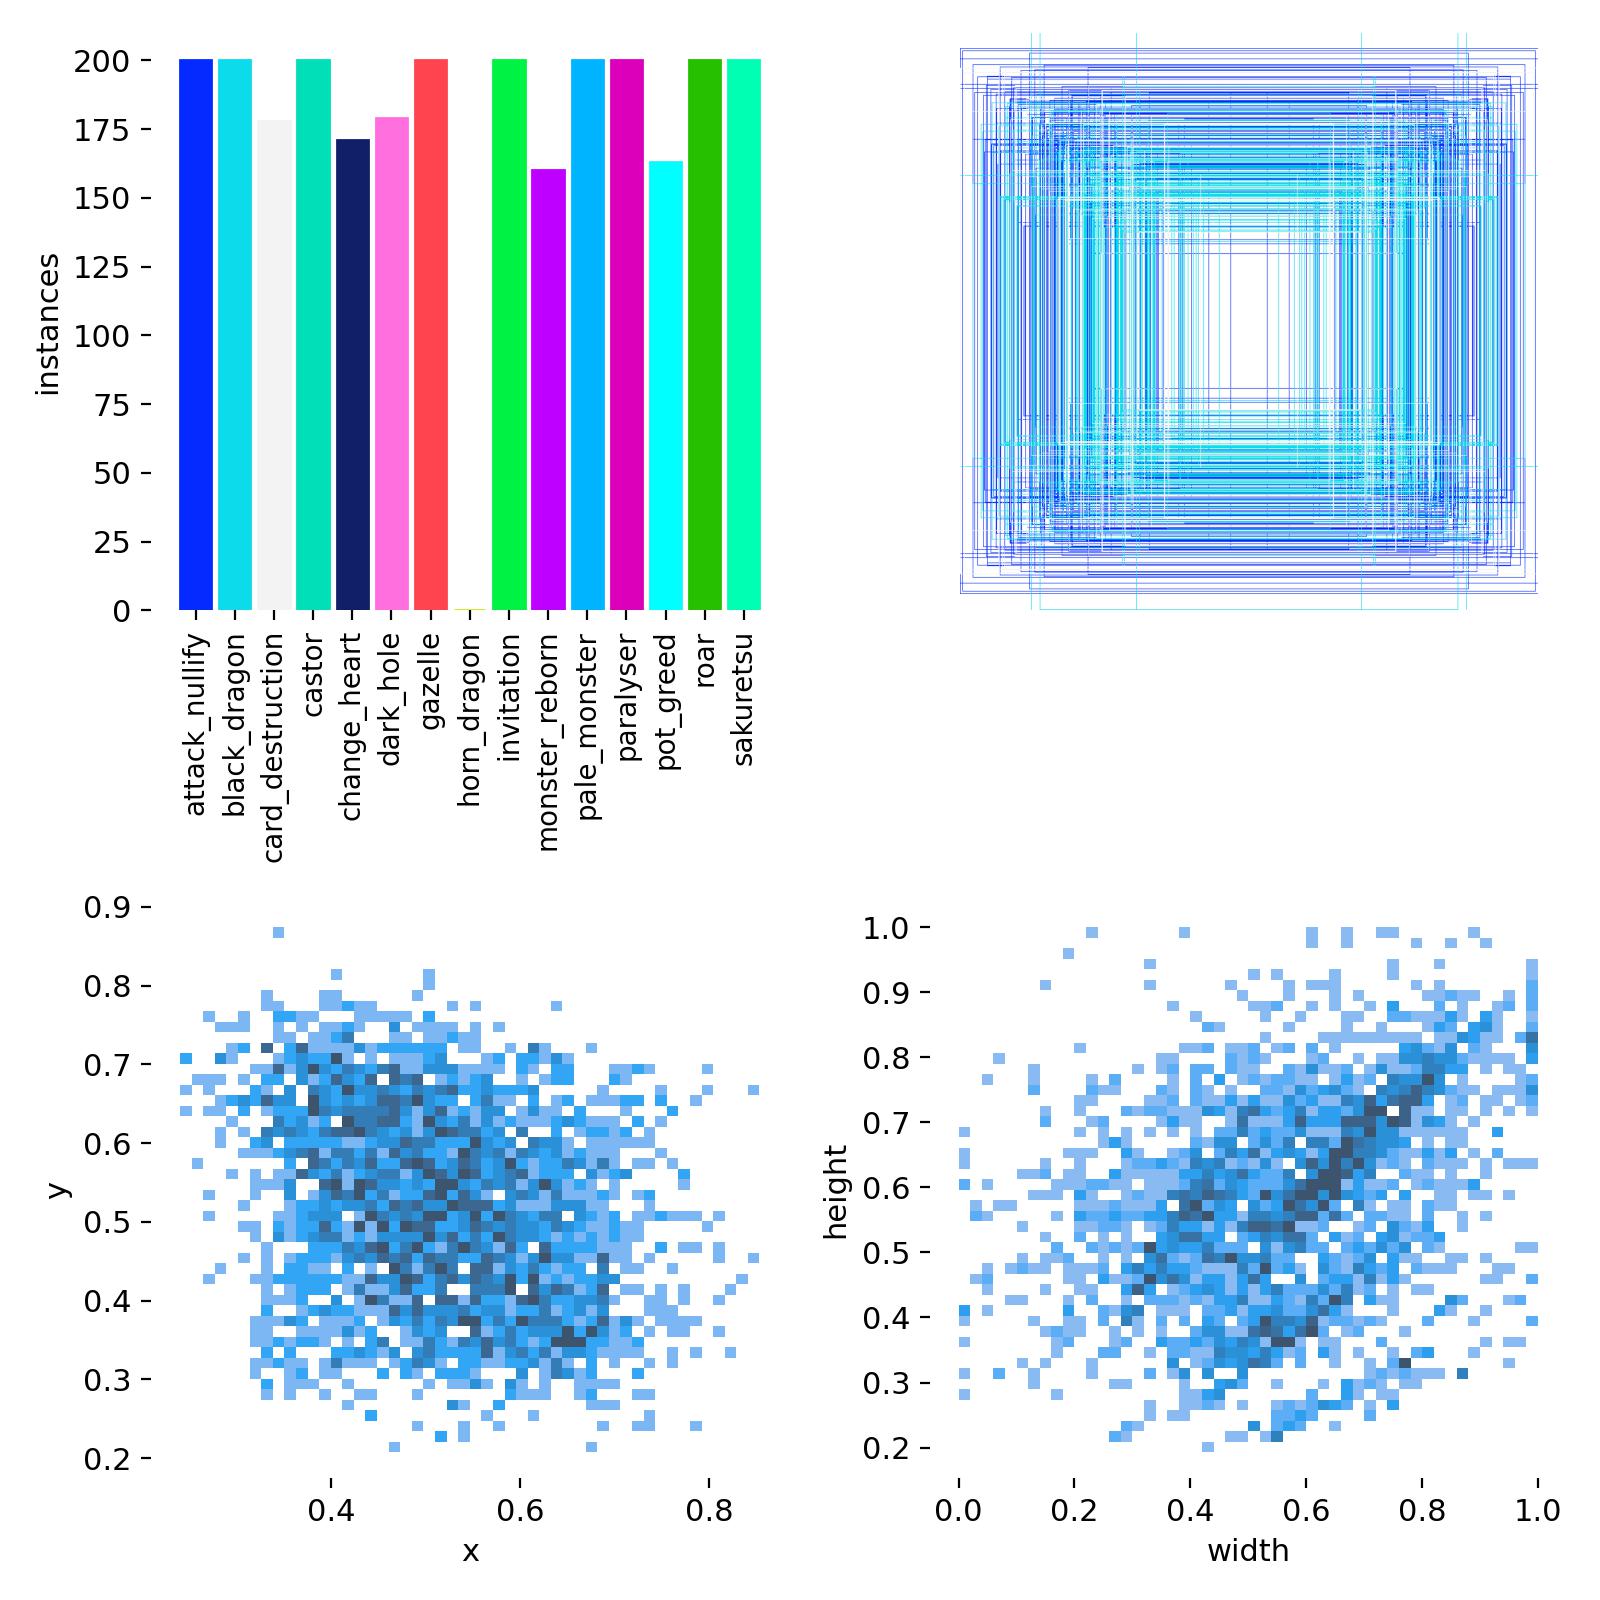 200
175
150
125
100
75
50
25
0
instances
attack_nullify
black_dragon
card_destruction
castor
change_heart
dark_hole
gazelle
horn_dragon
invitation
monster_reborn
pale_monster
paralyser
pot_greed
roar
sakuretsu
0.9
0.8
0.7
0.6
0.5
0.4
0.3
0.2
y
0.4 0.6 0.8
x
1.0
0.9
0.8
0.7
0.6
0.5
0.4
0.3
0.2
height
0.0 0.2 0.4 0.6 0.8 1.0
width